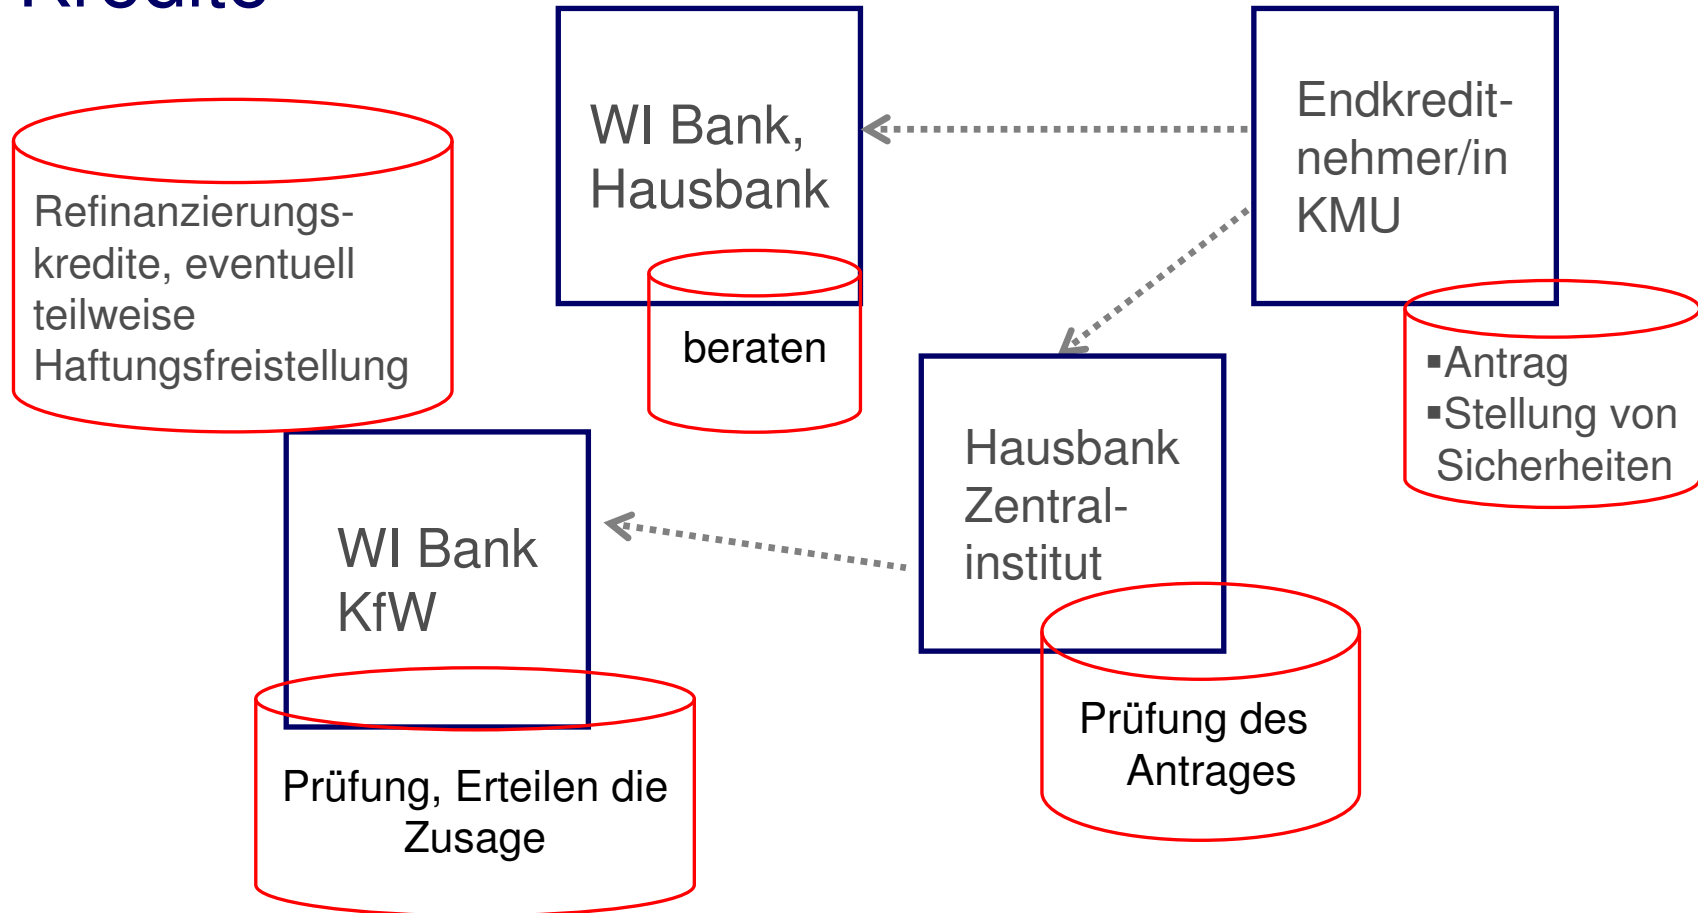 Kredite
WI Bank,
Hausbank
Endkredit-
nehmer/in
KMU
Refinanzierungs-
kredite, eventuell
teilweise
Haftungsfreistellung
beraten
▪Antrag
▪Stellung von
Sicherheiten
Hausbank
Zentral-
institut
WI Bank
KfW
Prüfung des
Antrages
Prüfung, Erteilen die
Zusage